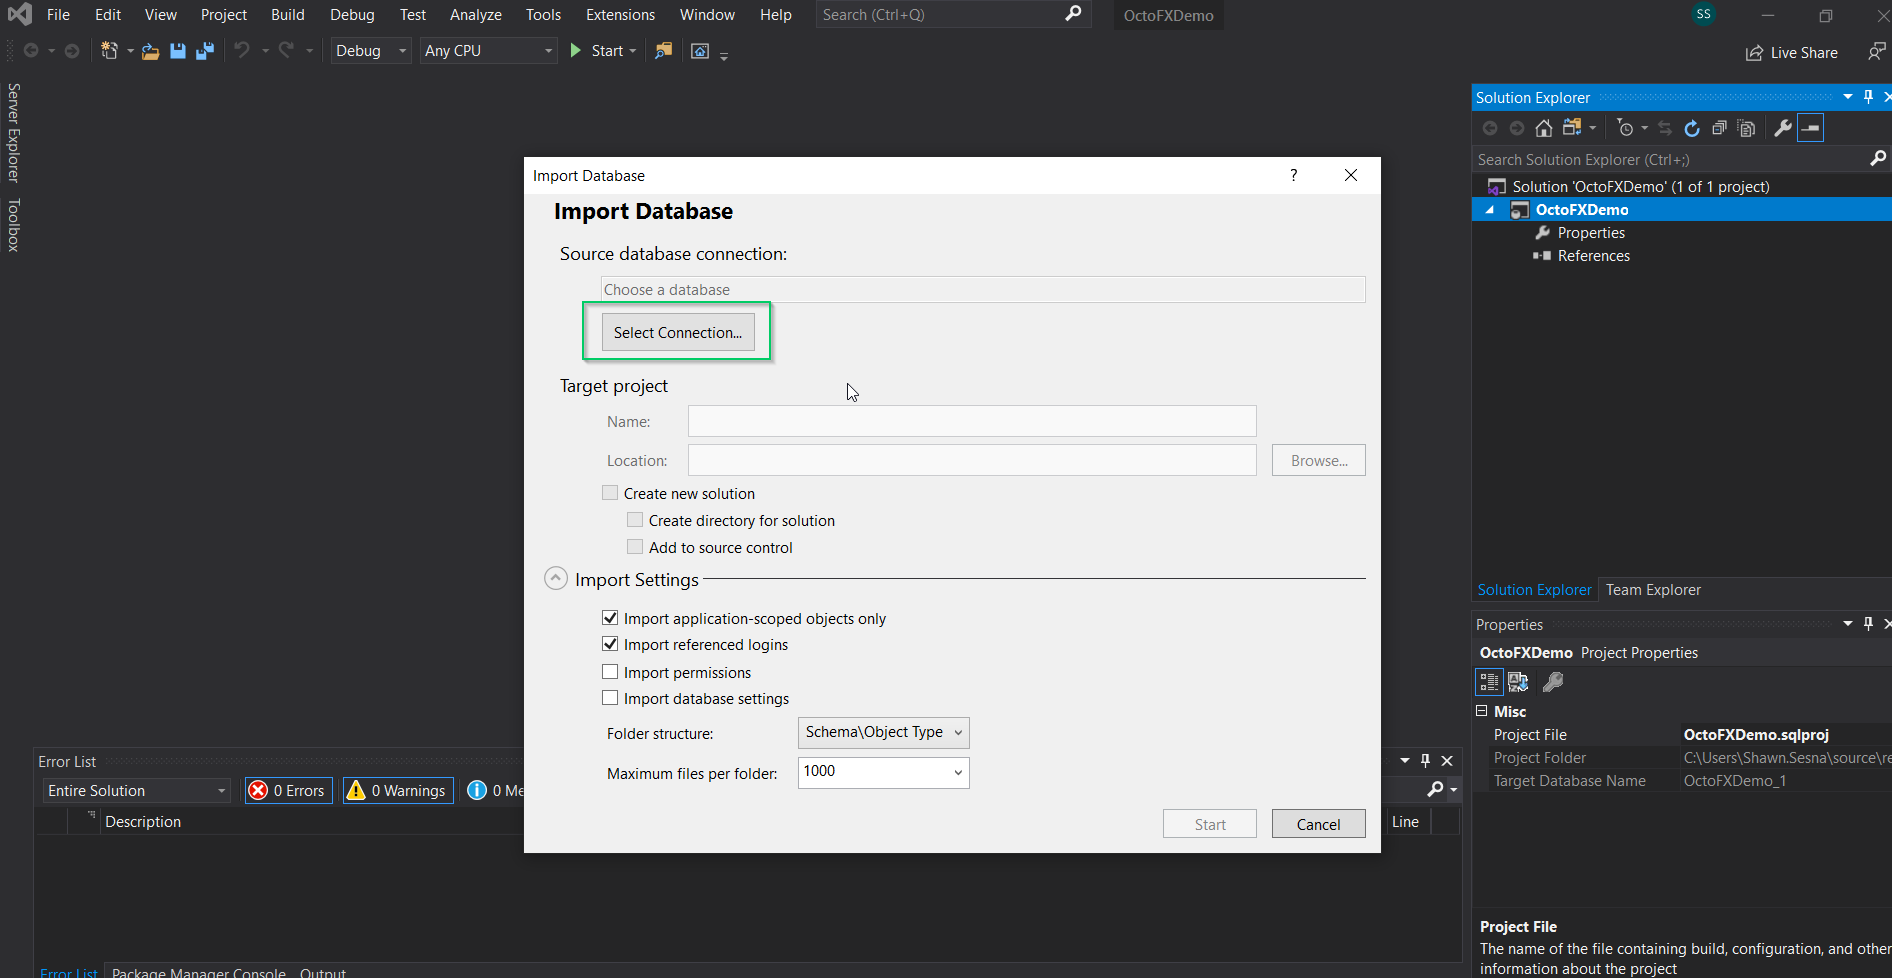 File Edit View Project Build Debug Test Analyze Tools Extensions Window Help Search (Ctrl+Q) OctoFXDemo SS
Debug Any CPU Start Live Share
Server Explorer
Toolbox
Import Database ?
Import Database
Source database connection:
Choose a database
Select Connection...
Target project
Name:
Location: Browse...
Create new solution
Create directory for solution
Add to source control
Import Settings
Import application-scoped objects only
Import referenced logins
Import permissions
Import database settings
Folder structure: Schema\Object Type
Maximum files per folder: 1000
Start Cancel
Solution Explorer
Search Solution Explorer (Ctrl+;)
Solution 'OctoFXDemo' (1 of 1 project)
OctoFXDemo
Properties
References
Solution Explorer Team Explorer
Properties
OctoFXDemo Project Properties
Misc
Project File OctoFXDemo.sqlproj
Project Folder C:\Users\Shawn.Sesna\source\re
Target Database Name OctoFXDemo_1
Project File
The name of the file containing build, configuration, and other
information about the project
Error List
Entire Solution 0 Errors 0 Warnings 0 Me
Description Line
Error List Package Manager Console Output